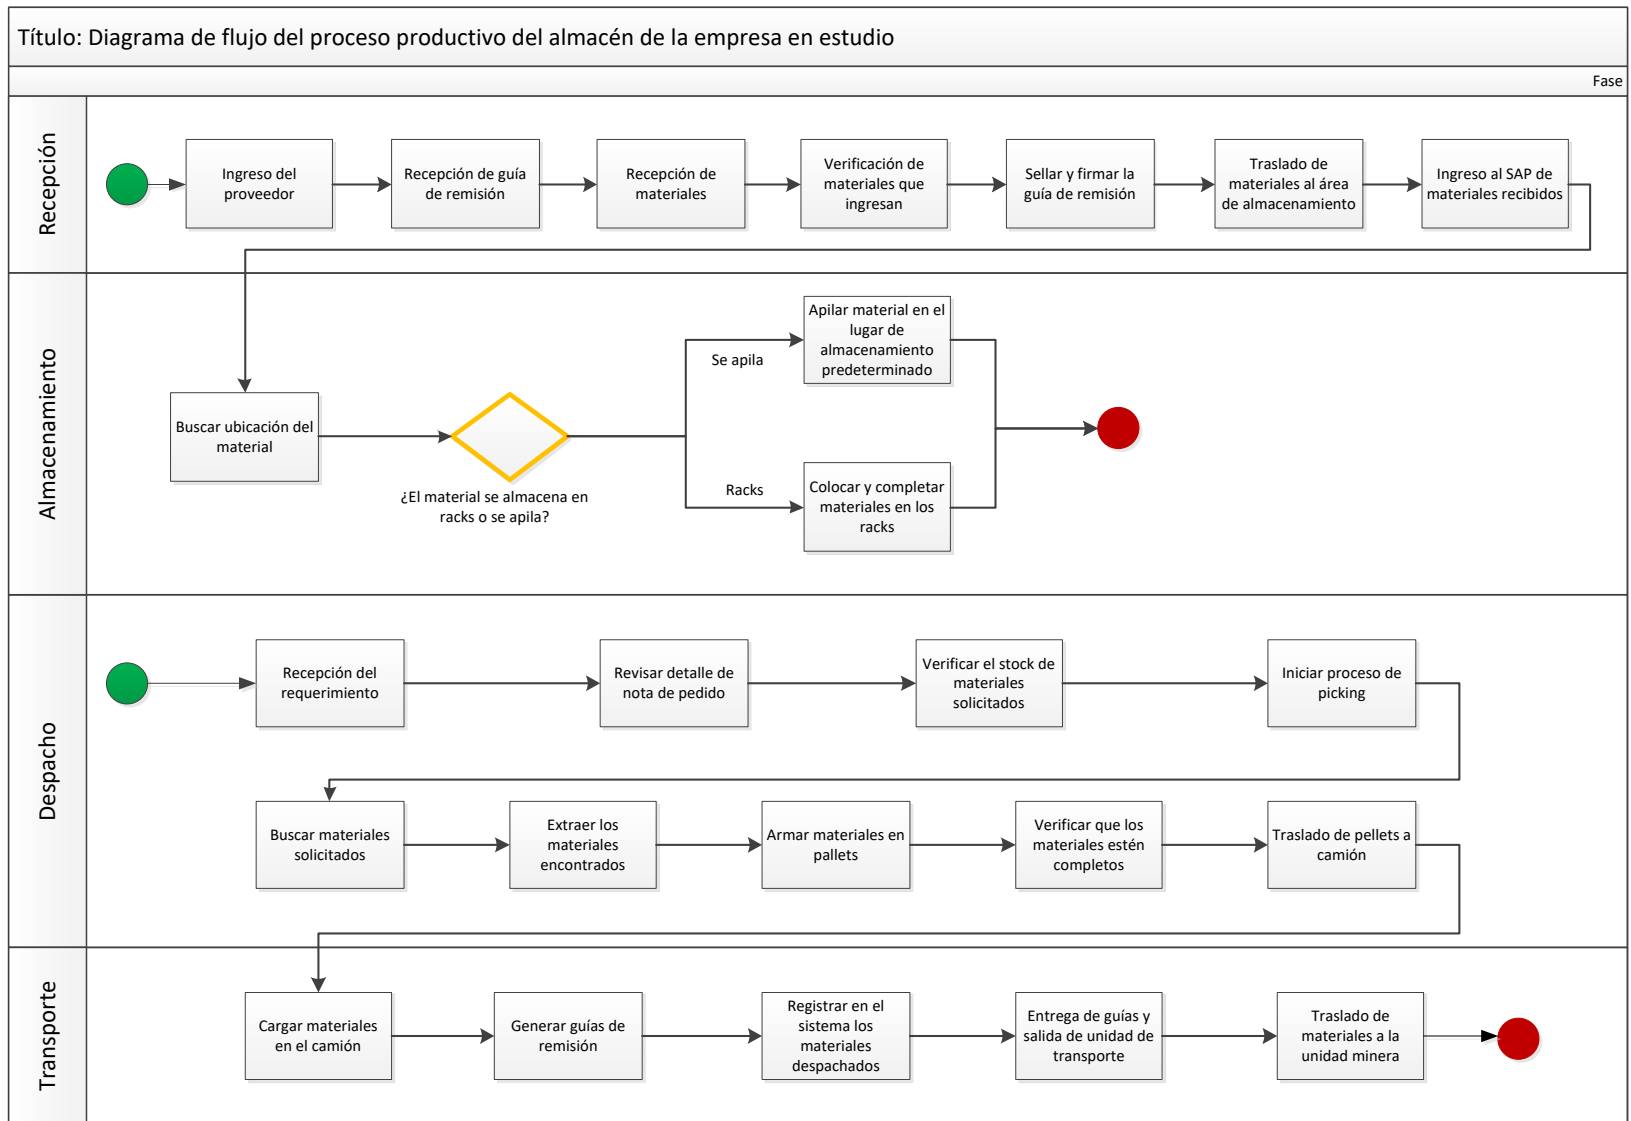 Título: Diagrama de flujo del proceso productivo del almacén de la empresa en estudio
Fase
Recepción
Ingreso del
proveedor
Recepción de guía
de remisión
Recepción de
materiales
Verificación de
materiales que
ingresan
Sellar y firmar la
guía de remisión
Traslado de
materiales al área
de almacenamiento
Ingreso al SAP de
materiales recibidos
Almacenamiento
Buscar ubicación del
material
¿El material se almacena en
racks o se apila?
Se apila
Apilar material en el
lugar de
almacenamiento
predeterminado
Racks
Colocar y completar
materiales en los
racks
Despacho
Recepción del
requerimiento
Revisar detalle de
nota de pedido
Verificar el stock de
materiales
solicitados
Iniciar proceso de
picking
Buscar materiales
solicitados
Extraer los
materiales
encontrados
Armar materiales en
pallets
Verificar que los
materiales estén
completos
Traslado de pellets a
camión
Transporte
Cargar materiales
en el camión
Generar guías de
remisión
Registrar en el
sistema los
materiales
despachados
Entrega de guías y
salida de unidad de
transporte
Traslado de
materiales a la
unidad minera